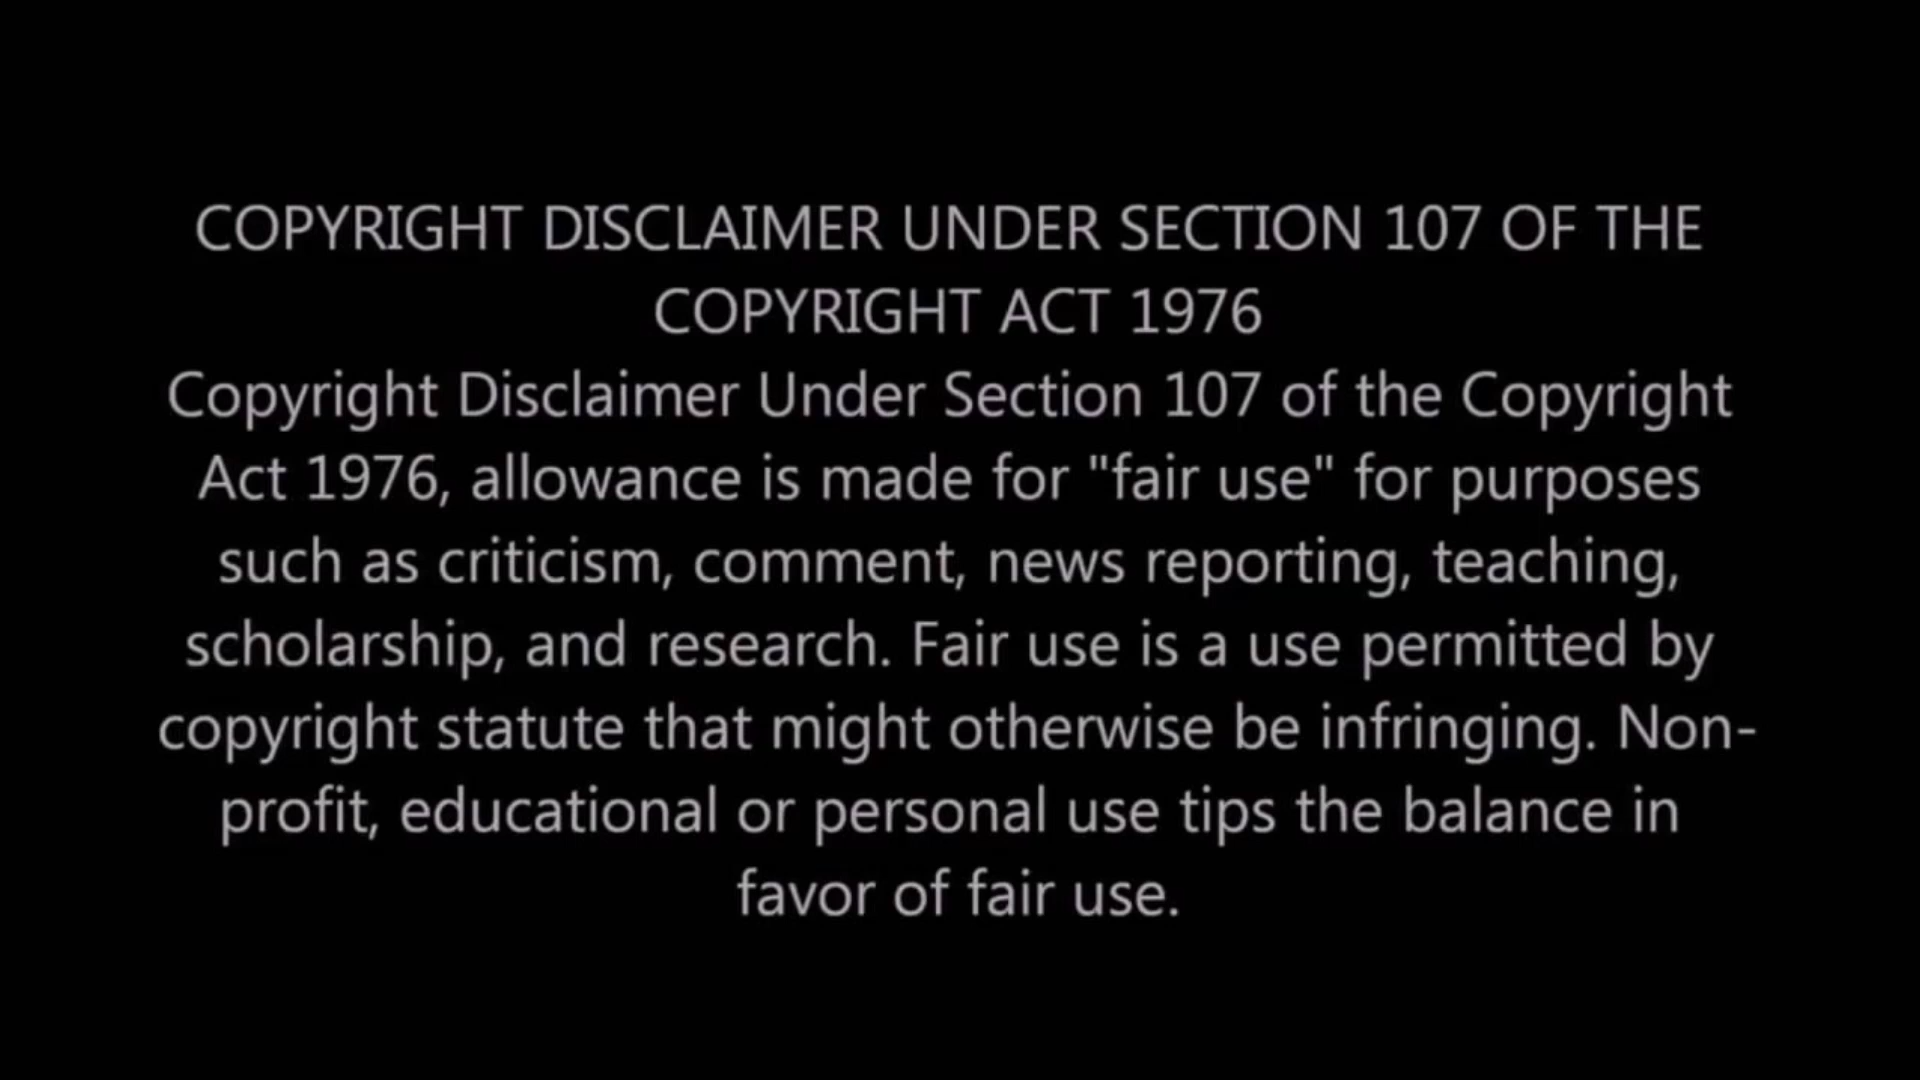 COPYRIGHT DISCLAIMER UNDER SECTION 107 OF THE
COPYRIGHT ACT 1976
Copyright Disclaimer Under Section 107 of the Copyright
Act 1976, allowance is made for "fair use" for purposes
such as criticism, comment, news reporting, teaching,
scholarship, and research. Fair use is a use permitted by
copyright statute that might otherwise be infringing. Non-
profit, educational or personal use tips the balance in
favor of fair use.